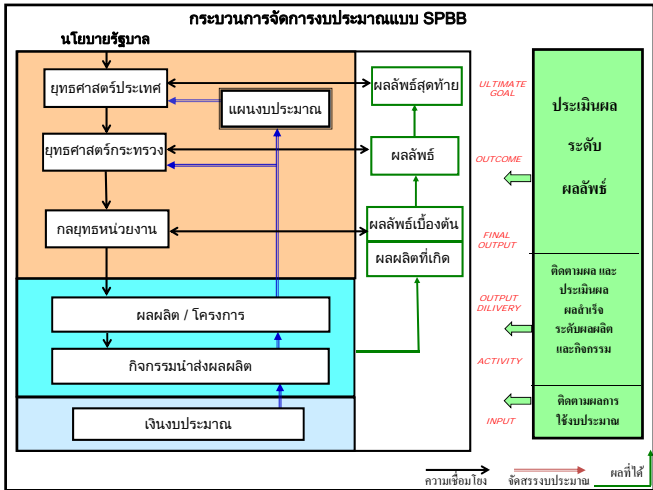 กระบวนการจัดการงบประมาณแบบ SPBB
นโยบายรัฐบาล
ยุทธศาสตร์ประเทศ
แผนงบประมาณ
ผลลัพธ์สุดท้าย
ULTIMATE
GOAL
ประเมินผล
ระดับ
ผลลัพธ์
ยุทธศาสตร์กระทรวง
ผลลัพธ์
OUTCOME
กลยุทธหน่วยงาน
ผลลัพธ์เบื้องต้น
ผลผลิตที่เกิด
FINAL
OUTPUT
ติดตามผล และ
ประเมินผล
ผลสำเร็จ
ระดับผลผลิต
และกิจกรรม
ผลผลิต / โครงการ
OUTPUT
DILIVERY
กิจกรรมนำส่งผลผลิต
ACTIVITY
เงินงบประมาณ
INPUT
ติดตามผลการ
ใช้งบประมาณ
ความเชื่อมโยง
จัดสรรงบประมาณ
ผลที่ได้